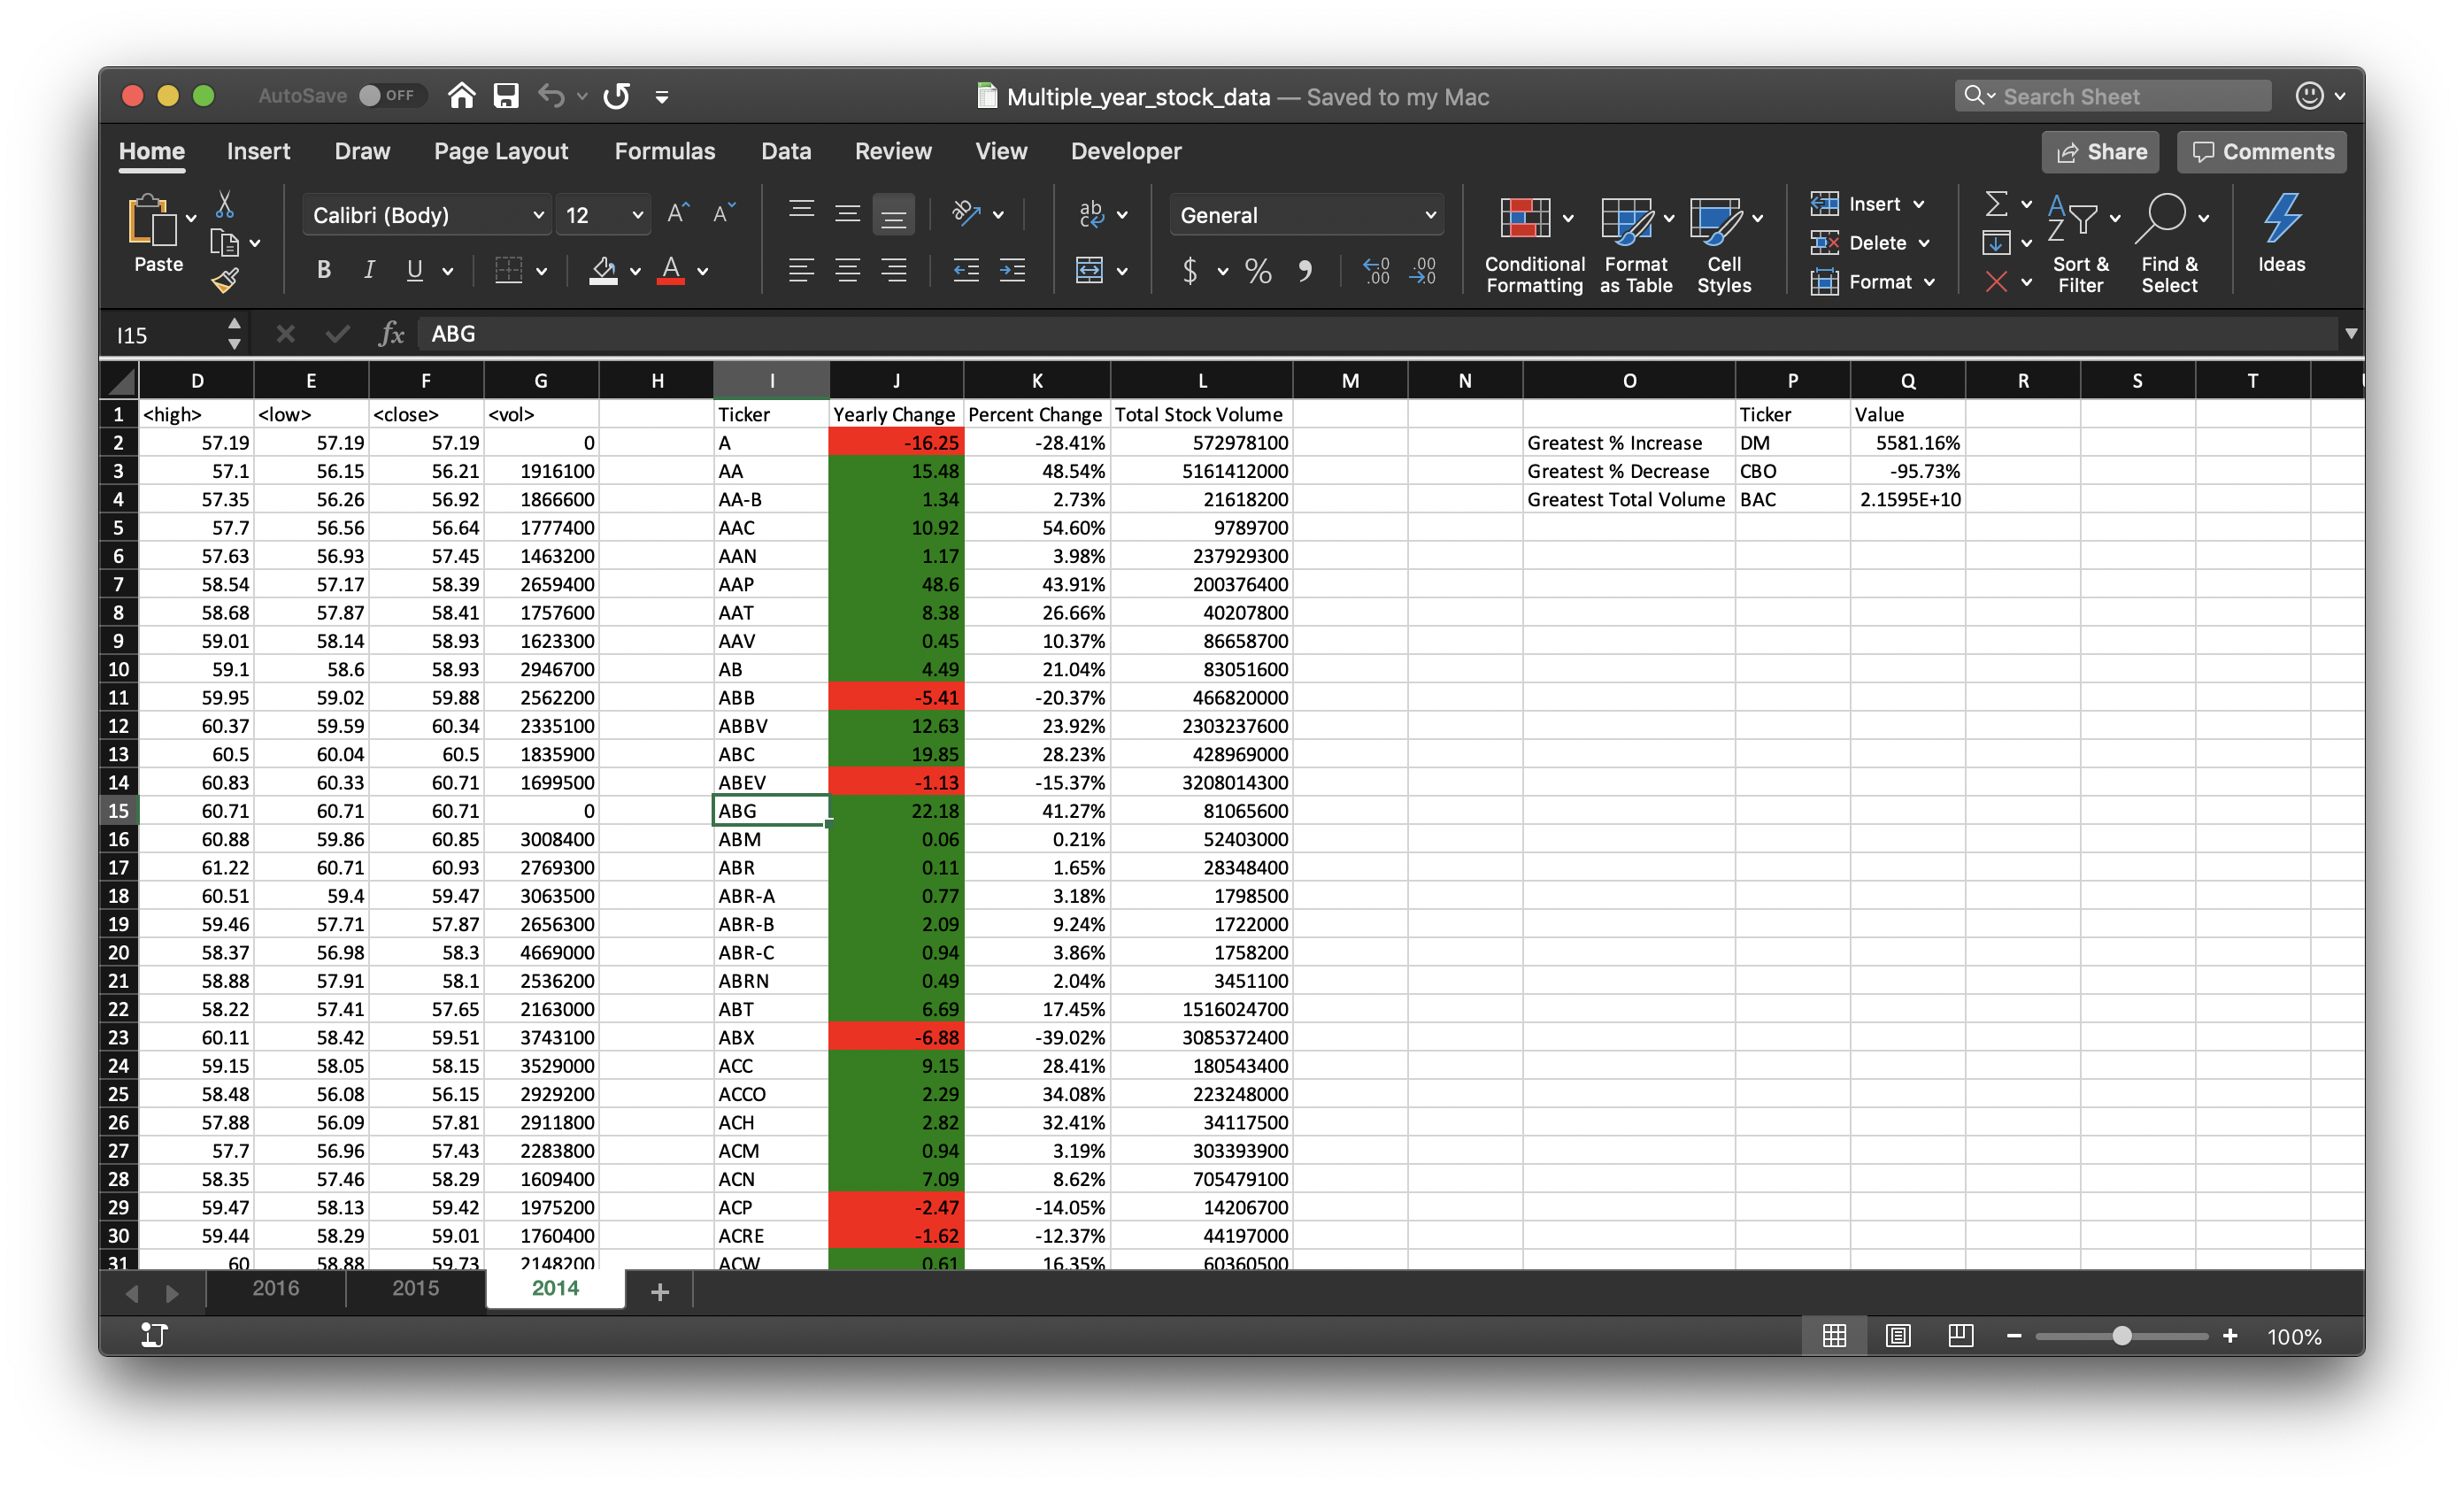 AutoSave OFF Multiple_year_stock_data — Saved to my Mac Search Sheet
Home Insert Draw Page Layout Formulas Data Review View Developer Share Comments
Paste Calibri (Body) 12 A A ab General Conditional Formatting Format as Table Cell Styles Insert Delete Format Sort & Filter Find & Select Ideas
B I U A $ % 
I15 fx ABG
D E F G H I J K L M N O P Q R S T
1 <high> <low> <close> <vol> Ticker Yearly Change Percent Change Total Stock Volume Ticker Value
2 57.19 57.19 57.19 0 A -16.25 -28.41% 572978100 Greatest % Increase DM 5581.16%
3 57.1 56.15 56.21 1916100 AA 15.48 48.54% 5161412000 Greatest % Decrease CBO -95.73%
4 57.35 56.26 56.92 1866600 AA-B 1.34 2.73% 21618200 Greatest Total Volume BAC 2.1595E+10
5 57.7 56.56 56.64 1777400 AAC 10.92 54.60% 9789700
6 57.63 56.93 57.45 1463200 AAN 1.17 3.98% 237929300
7 58.54 57.17 58.39 2659400 AAP 48.6 43.91% 200376400
8 58.68 57.87 58.41 1757600 AAT 8.38 26.66% 40207800
9 59.01 58.14 58.93 1623300 AAV 0.45 10.37% 86658700
10 59.1 58.6 58.93 2946700 AB 4.49 21.04% 83051600
11 59.95 59.02 59.88 2562200 ABB -5.41 -20.37% 466820000
12 60.37 59.59 60.34 2335100 ABBV 12.63 23.92% 2303237600
13 60.5 60.04 60.5 1835900 ABC 19.85 28.23% 428969000
14 60.83 60.33 60.71 1699500 ABEV -1.13 -15.37% 3208014300
15 60.71 60.71 60.71 0 ABG 22.18 41.27% 81065600
16 60.88 59.86 60.85 3008400 ABM 0.06 0.21% 52403000
17 61.22 60.71 60.93 2769300 ABR 0.11 1.65% 28348400
18 60.51 59.4 59.47 3063500 ABR-A 0.77 3.18% 1798500
19 59.46 57.71 57.87 2656300 ABR-B 2.09 9.24% 1722000
20 58.37 56.98 58.3 4669000 ABR-C 0.94 3.86% 1758200
21 58.88 57.91 58.1 2536200 ABRN 0.49 2.04% 3451100
22 58.22 57.41 57.65 2163000 ABT 6.69 17.45% 1516024700
23 60.11 58.42 59.51 3743100 ABX -6.88 -39.02% 3085372400
24 59.15 58.05 58.15 3529000 ACC 9.15 28.41% 180543400
25 58.48 56.08 56.15 2929200 ACCO 2.29 34.08% 223248000
26 57.88 56.09 57.81 2911800 ACH 2.82 32.41% 34117500
27 57.7 56.96 57.43 2283800 ACM 0.94 3.19% 303393900
28 58.35 57.46 58.29 1609400 ACN 7.09 8.62% 705479100
29 59.47 58.13 59.42 1975200 ACP -2.47 -14.05% 14206700
30 59.44 58.29 59.01 1760400 ACRE -1.62 -12.37% 44197000
31 60 58.88 59.73 2148200 ACW 0.61 16.35% 60360500
2016 2015 2014
100%